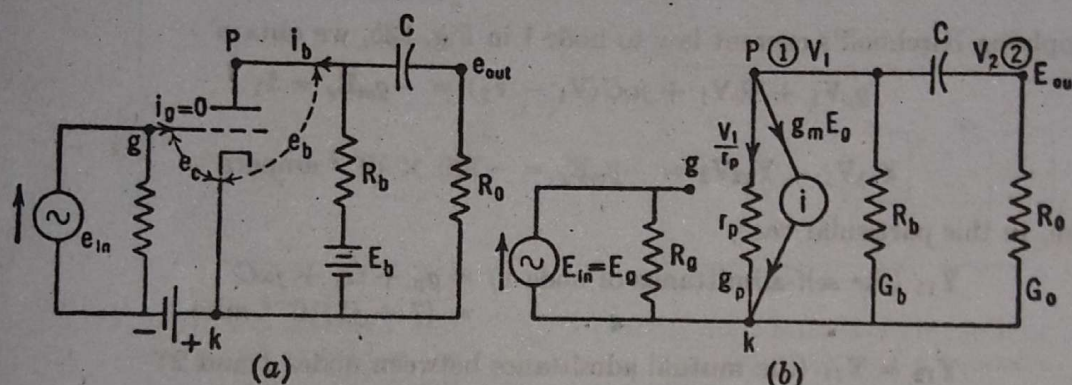 P
i_b
C
e_out
i_g=0
g
e_c
e_b
R_b
R_0
e_in
E_b
− + k
(a)
P ① V_1
C
V_2 ②
E_ou
V_1/r_p
g_m E_g
g
i
r_p
R_b
R_0
E_in=E_g
R_g
g_p
G_b
G_0
k
(b)